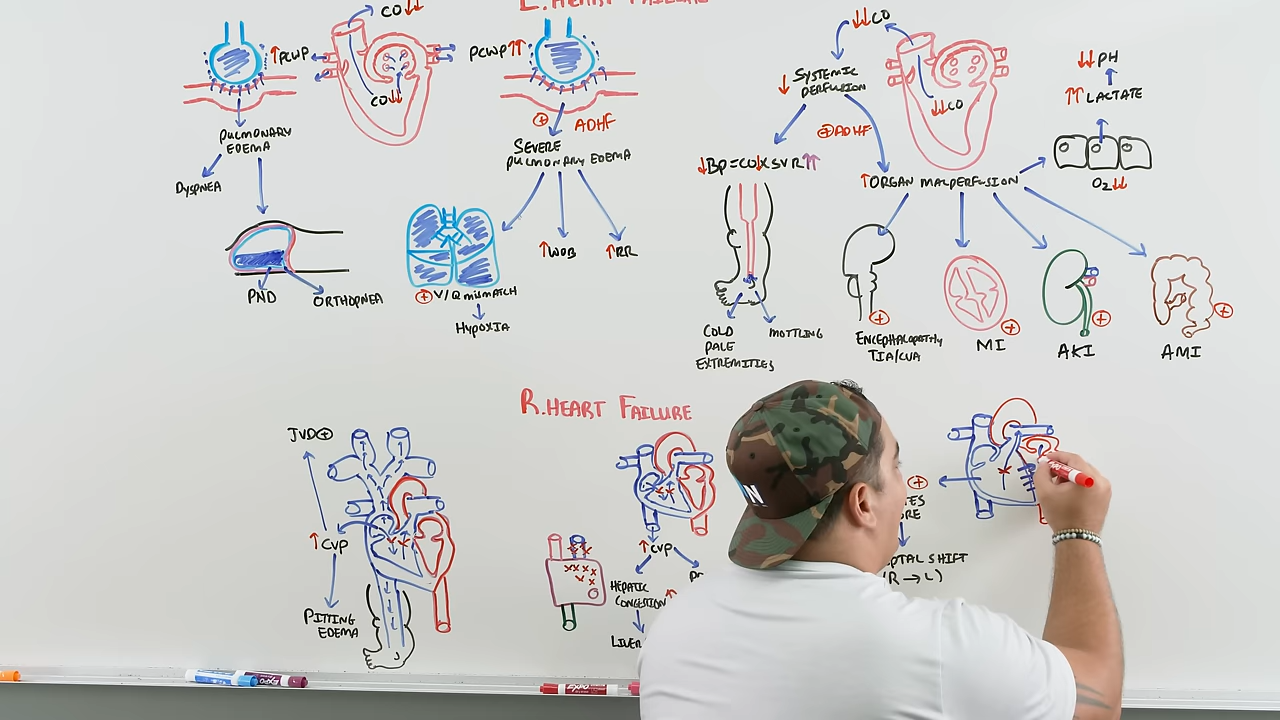 L. HEART FAILURE
CO↓↓
↑PCWP
CO↓↓
PULMONARY
EDEMA
DYSPNEA
PND
ORTHOPNEA
PCWP↑↑
⊕ ADHF
SEVERE
PULMONARY EDEMA
⊕ V/Q MISMATCH
HYPOXIA
↑WOB
↑RR
↓↓CO
↓↓CO
↓ SYSTEMIC
PERFUSION
⊕ADHF
↓BP=CO↓XSVR↑↑
COLD
PALE
EXTREMITIES
MOTTLING
↑ORGAN MALPERFUSION
↓↓PH
↑↑LACTATE
O2↓↓
⊕
ENCEPHALOPATHY
TIA/CVA
⊕
MI
⊕
AKI
⊕
AMI
R. HEART FAILURE
JVD⊕
↑CVP
PITTING
EDEMA
↑CVP
HEPATIC
CONGESTION
LIVER
⊕
SHIFT
(R→L)
EXPO